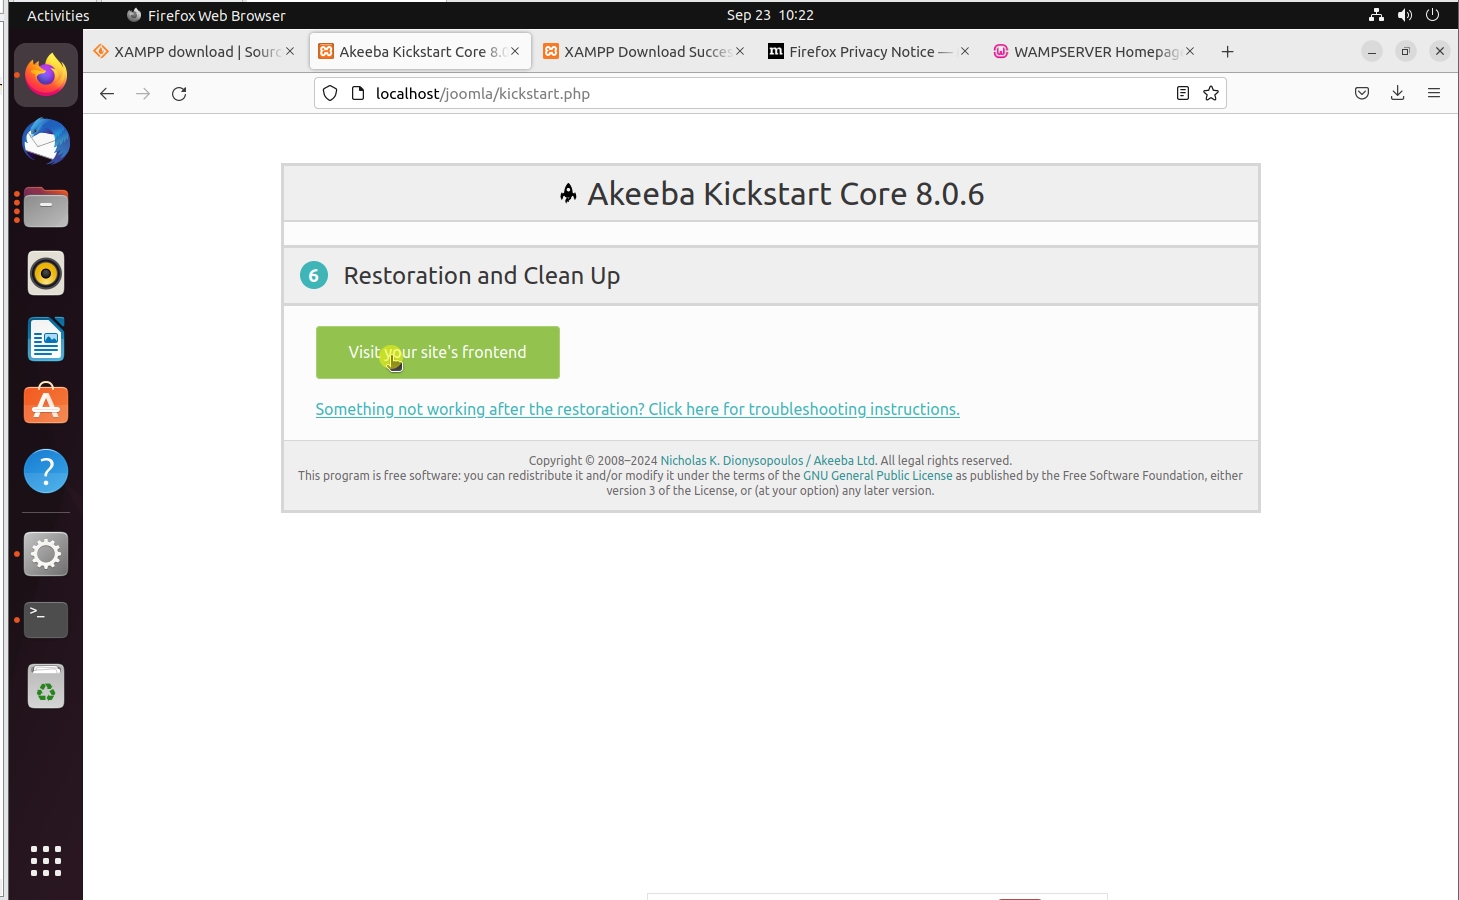 Activities
Firefox Web Browser
Sep 23 10:22
XAMPP download | Sourc
Akeeba Kickstart Core 8.0
XAMPP Download Succes
Firefox Privacy Notice —
WAMPSERVER Homepag
localhost/joomla/kickstart.php
Akeeba Kickstart Core 8.0.6
6 Restoration and Clean Up
Visit your site's frontend
Something not working after the restoration? Click here for troubleshooting instructions.
Copyright © 2008–2024 Nicholas K. Dionysopoulos / Akeeba Ltd. All legal rights reserved.
This program is free software: you can redistribute it and/or modify it under the terms of the GNU General Public License as published by the Free Software Foundation, either
version 3 of the License, or (at your option) any later version.